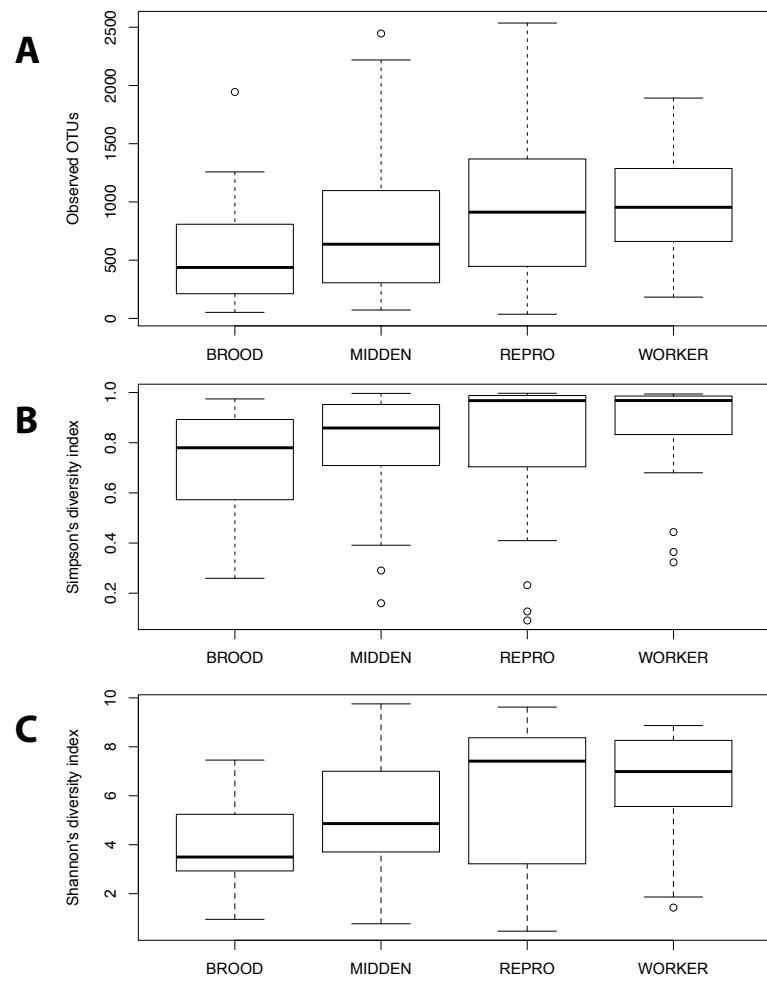 A
Observed OTUs
2500
2000
1500
1000
500
0
BROOD MIDDEN REPRO WORKER
B
Simpson's diversity index
1.0
0.8
0.6
0.4
0.2
BROOD MIDDEN REPRO WORKER
C
Shannon's diversity index
10
8
6
4
2
BROOD MIDDEN REPRO WORKER